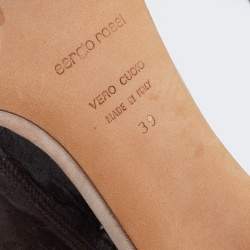 sergio rossi
VERO CUOIO
MADE IN ITALY
39